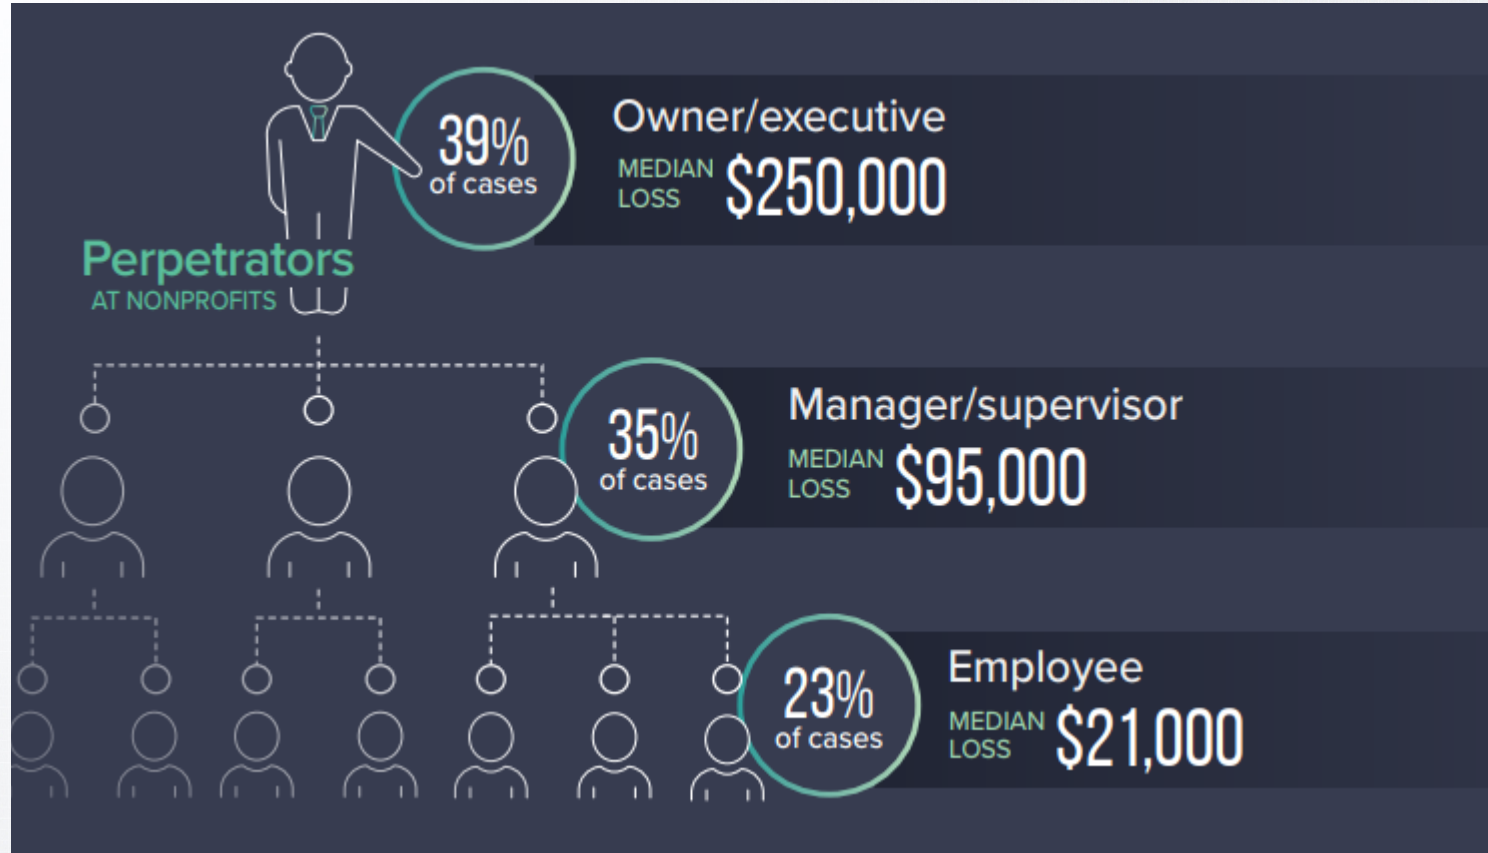 39%
of cases
Owner/executive
MEDIAN
LOSS
$250,000
Perpetrators
AT NONPROFITS
35%
of cases
Manager/supervisor
MEDIAN
LOSS
$95,000
23%
of cases
Employee
MEDIAN
LOSS
$21,000